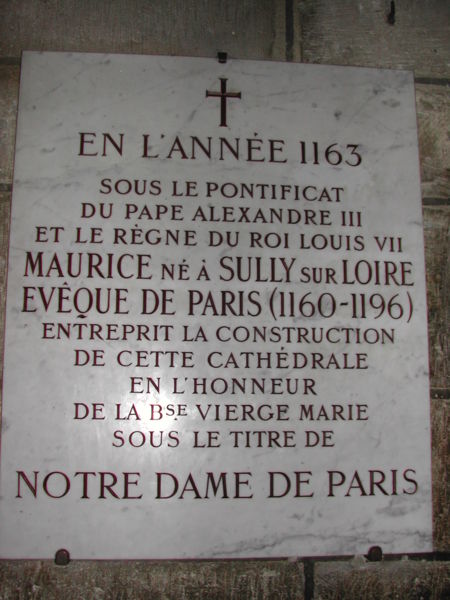 EN L'ANNÉE 1163
SOUS LE PONTIFICAT
DU PAPE ALEXANDRE III
ET LE RÈGNE DU ROI LOUIS VII
MAURICE NÉ À SULLY SUR LOIRE
EVÊQUE DE PARIS (1160-1196)
ENTREPRIT LA CONSTRUCTION
DE CETTE CATHÉDRALE
EN L'HONNEUR
DE LA BSE VIERGE MARIE
SOUS LE TITRE DE
NOTRE DAME DE PARIS